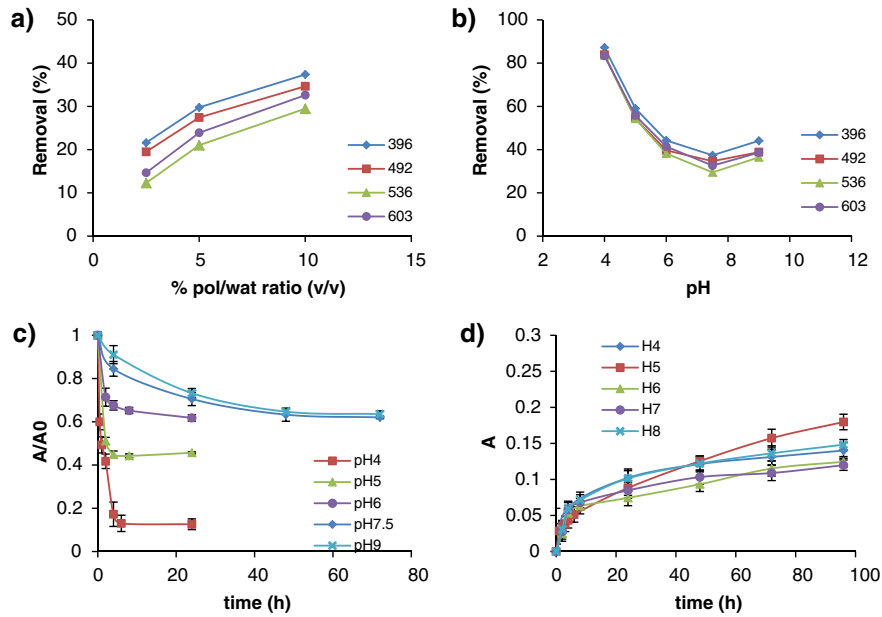 a)
Removal (%)
50
40
30
20
10
0
0
5
10
15
% pol/wat ratio (v/v)
396
492
536
603
b)
Removal (%)
100
80
60
40
20
0
2
4
6
8
10
12
pH
396
492
536
603
c)
A/A0
1
0.8
0.6
0.4
0.2
0
0
20
40
60
80
time (h)
pH4
pH5
pH6
pH7.5
pH9
d)
A
0.3
0.25
0.2
0.15
0.1
0.05
0
0
20
40
60
80
100
time (h)
H4
H5
H6
H7
H8